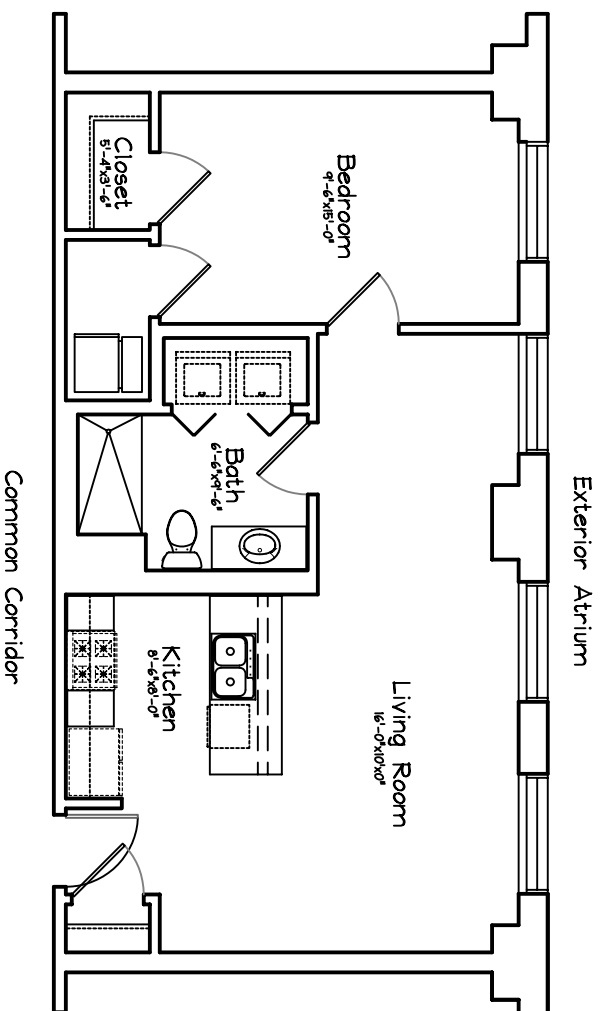 Exterior Atrium
Bedroom
9'-6"x15'-0"
Living Room
16'-0"x10'x0"
Bath
6'-6"x9'-6"
Kitchen
8'-6"x8'-0"
Closet
5'-4"x3'-6"
Common Corridor